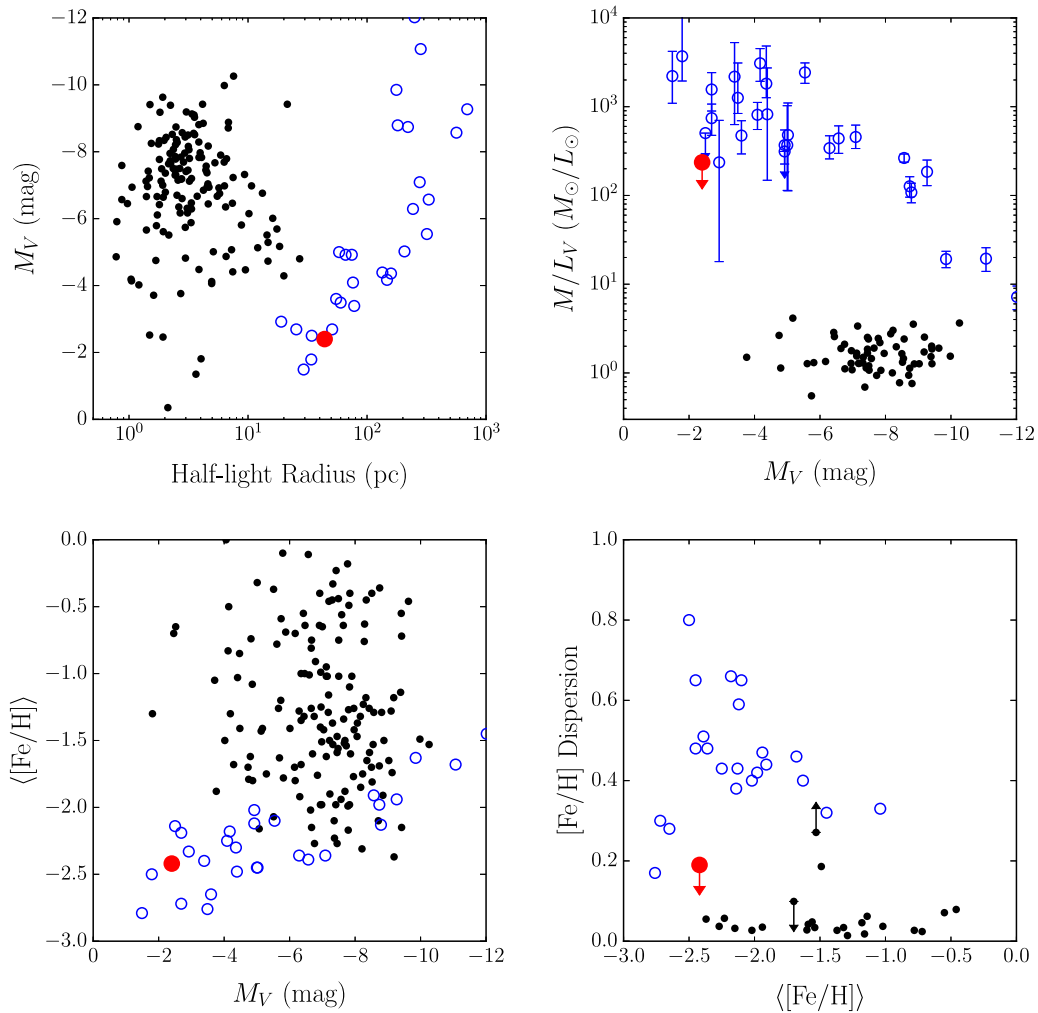 −12
−10
−8
−6
−4
−2
0
M_V (mag)
10^0 10^1 10^2 10^3
Half-light Radius (pc)
10^4
10^3
10^2
10^1
10^0
M/L_V (M_⊙/L_⊙)
0 −2 −4 −6 −8 −10 −12
M_V (mag)
0.0
−0.5
−1.0
−1.5
−2.0
−2.5
−3.0
⟨[Fe/H]⟩
0 −2 −4 −6 −8 −10 −12
M_V (mag)
1.0
0.8
0.6
0.4
0.2
0.0
[Fe/H] Dispersion
−3.0 −2.5 −2.0 −1.5 −1.0 −0.5 0.0
⟨[Fe/H]⟩